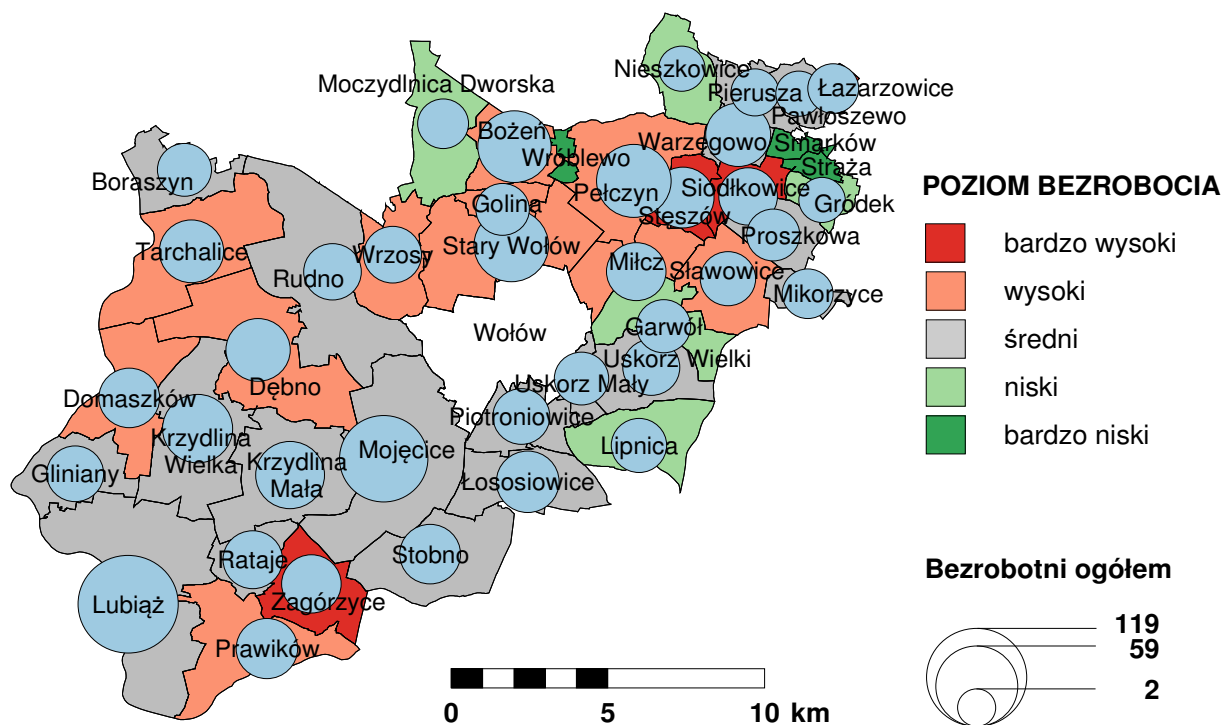 Nieszkowice
Moczydlnica Dworska
Pierusza
Łazarzowice
Pawłoszewo
Bożeń
Warzęgowo
Smarków
Wróblewo
Straża
Boraszyn
Pełczyn
Siodłkowice
Golina
Stęszów
Gródek
Tarchalice
Wrzosy
Stary Wołów
Proszkowa
Rudno
Miłcz
Sławowice
Mikorzyce
Wołów
Garwół
Uskorz Wielki
Uskorz Mały
Dębno
Domaszków
Piotroniowice
Krzydlina
Wielka
Mojęcice
Lipnica
Gliniany
Krzydlina
Mała
Łososiowice
Rataje
Stobno
Lubiąż
Zagórzyce
Prawików
0
5
10 km
POZIOM BEZROBOCIA
bardzo wysoki
wysoki
średni
niski
bardzo niski
Bezrobotni ogółem
119
59
2